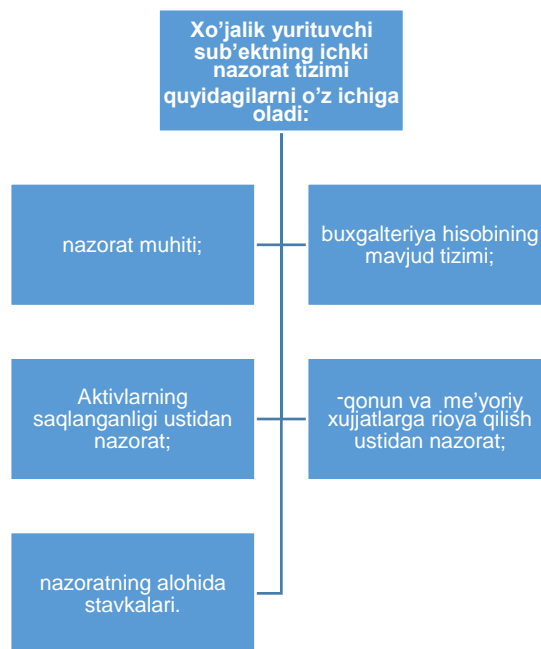 Xo’jalik yurituvchi
sub’ektning ichki
nazorat tizimi
quyidagilarni o’z ichiga
oladi:
nazorat muhiti;
buxgalteriya hisobining
mavjud tizimi;
Aktivlarning
saqlanganligi ustidan
nazorat;
-qonun va me’yoriy
xujjatlarga rioya qilish
ustidan nazorat;
nazoratning alohida
stavkalari.